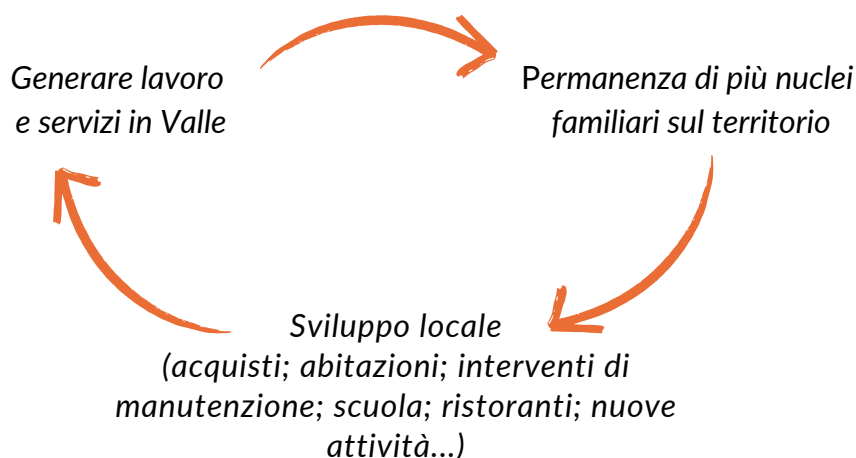 Generare lavoro
e servizi in Valle
Permanenza di più nuclei
familiari sul territorio
Sviluppo locale
(acquisti; abitazioni; interventi di
manutenzione; scuola; ristoranti; nuove
attività...)